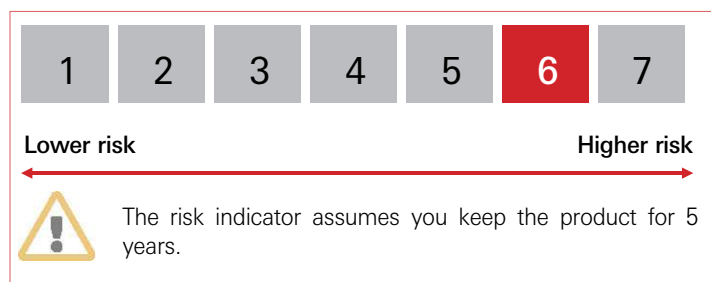 1 2 3 4 5 6 7
Lower risk Higher risk
The risk indicator assumes you keep the product for 5
years.